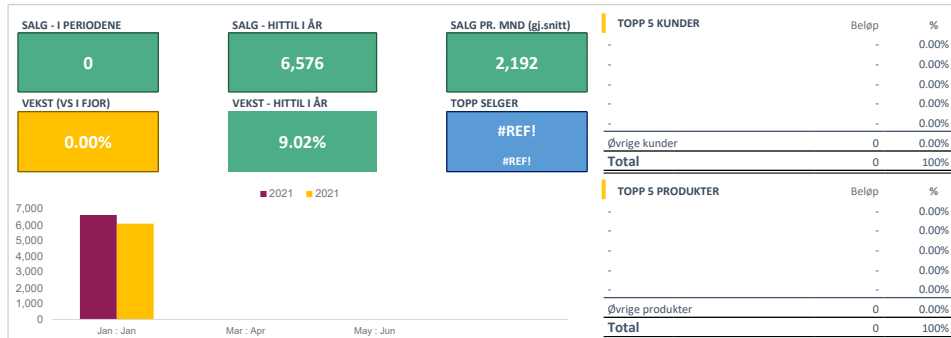 SALG - I PERIODENE
0
SALG - HITTIL I ÅR
6,576
SALG PR. MND (gj.snitt)
2,192
VEKST (VS I FJOR)
0.00%
VEKST - HITTIL I ÅR
9.02%
TOPP SELGER
#REF!
#REF!
2021 2021
7,000
6,000
5,000
4,000
3,000
2,000
1,000
0
Jan : Jan Mar : Apr May : Jun
TOPP 5 KUNDER Beløp %
- - 0.00%
- - 0.00%
- - 0.00%
- - 0.00%
- - 0.00%
Øvrige kunder 0 0.00%
Total 0 100%
TOPP 5 PRODUKTER Beløp %
- - 0.00%
- - 0.00%
- - 0.00%
- - 0.00%
- - 0.00%
Øvrige produkter 0 0.00%
Total 0 100%